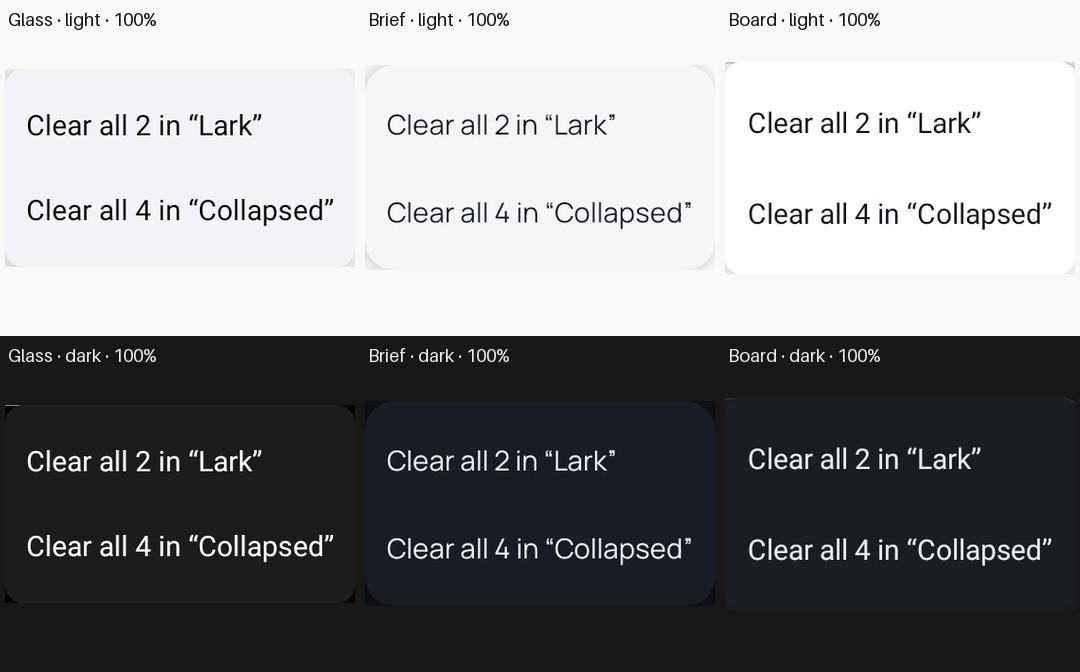 Glass · light · 100%
Clear all 2 in “Lark”
Clear all 4 in “Collapsed”
Brief · light · 100%
Clear all 2 in “Lark”
Clear all 4 in “Collapsed”
Board · light · 100%
Clear all 2 in “Lark”
Clear all 4 in “Collapsed”
Glass · dark · 100%
Clear all 2 in “Lark”
Clear all 4 in “Collapsed”
Brief · dark · 100%
Clear all 2 in “Lark”
Clear all 4 in “Collapsed”
Board · dark · 100%
Clear all 2 in “Lark”
Clear all 4 in “Collapsed”